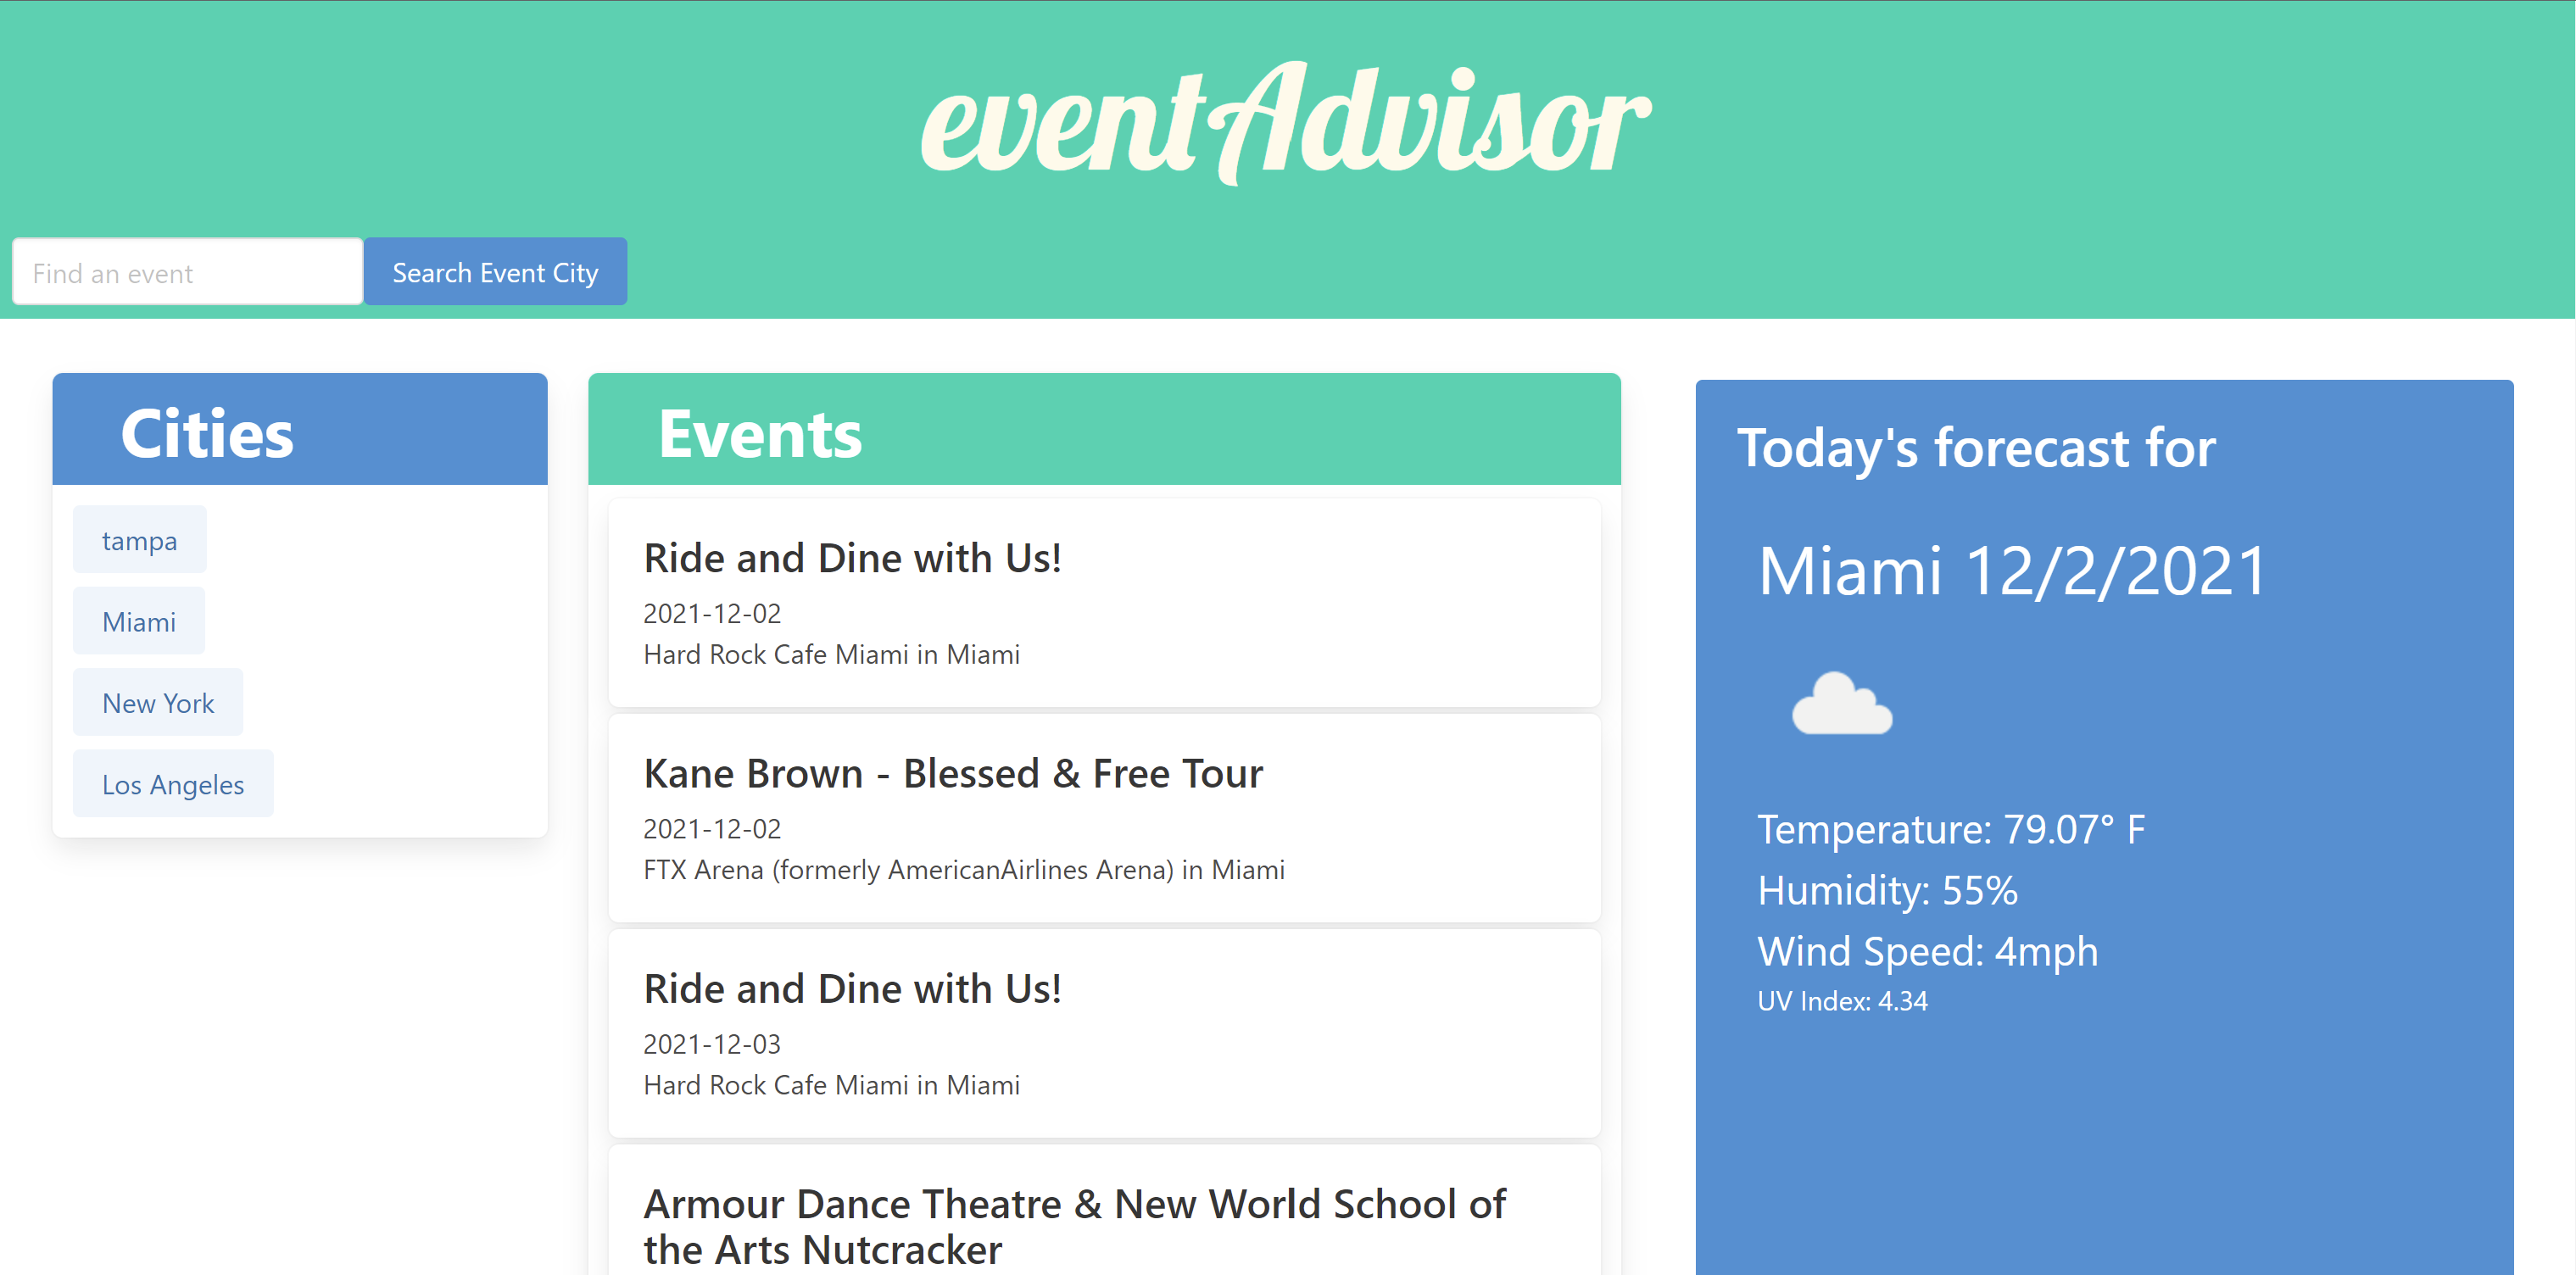 eventAdvisor
Find an event
Search Event City
Cities
tampa
Miami
New York
Los Angeles
Events
Ride and Dine with Us!
2021-12-02
Hard Rock Cafe Miami in Miami
Kane Brown - Blessed & Free Tour
2021-12-02
FTX Arena (formerly AmericanAirlines Arena) in Miami
Ride and Dine with Us!
2021-12-03
Hard Rock Cafe Miami in Miami
Armour Dance Theatre & New World School of
the Arts Nutcracker
Today's forecast for
Miami 12/2/2021
Temperature: 79.07° F
Humidity: 55%
Wind Speed: 4mph
UV Index: 4.34